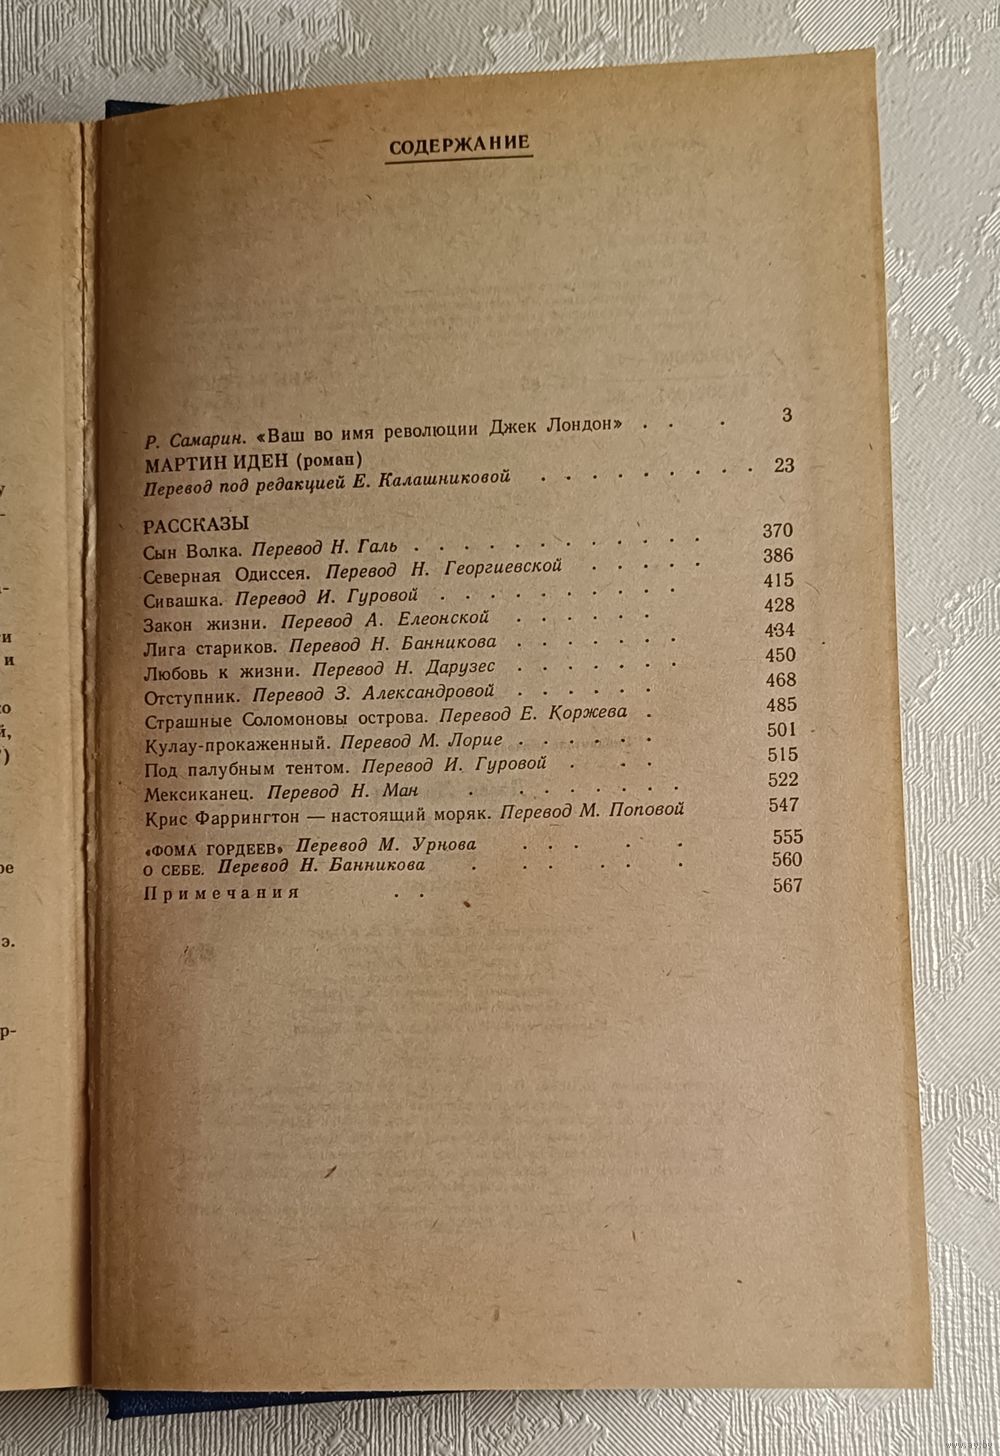 СОДЕРЖАНИЕ
Р. Самарин. «Ваш во имя революции Джек Лондон» . . . 3
МАРТИН ИДЕН (роман)
Перевод под редакцией Е. Калашниковой . . . . . . . . . 23
РАССКАЗЫ
Сын Волка. Перевод Н. Галь . . . . . . . . . . . . 370
Северная Одиссея. Перевод Н. Георгиевской . . . . . 386
Сивашка. Перевод И. Гуровой . . . . . . . . . . 415
Закон жизни. Перевод А. Елеонской . . . . . . 428
Лига стариков. Перевод Н. Банникова . . . . . . . 434
Любовь к жизни. Перевод Н. Дарузес . . . . . . . 450
Отступник. Перевод З. Александровой . . . . . . 468
Страшные Соломоновы острова. Перевод Е. Коржева . 485
Кулау-прокаженный. Перевод М. Лорие . . . . . . 501
Под палубным тентом. Перевод И. Гуровой . . . 515
Мексиканец. Перевод Н. Ман . . . . . . . . 522
Крис Фаррингтон — настоящий моряк. Перевод М. Поповой 547
«ФОМА ГОРДЕЕВ» Перевод М. Урнова . . . . . 555
О СЕБЕ. Перевод Н. Банникова . . . . . . 560
Примечания . . 567